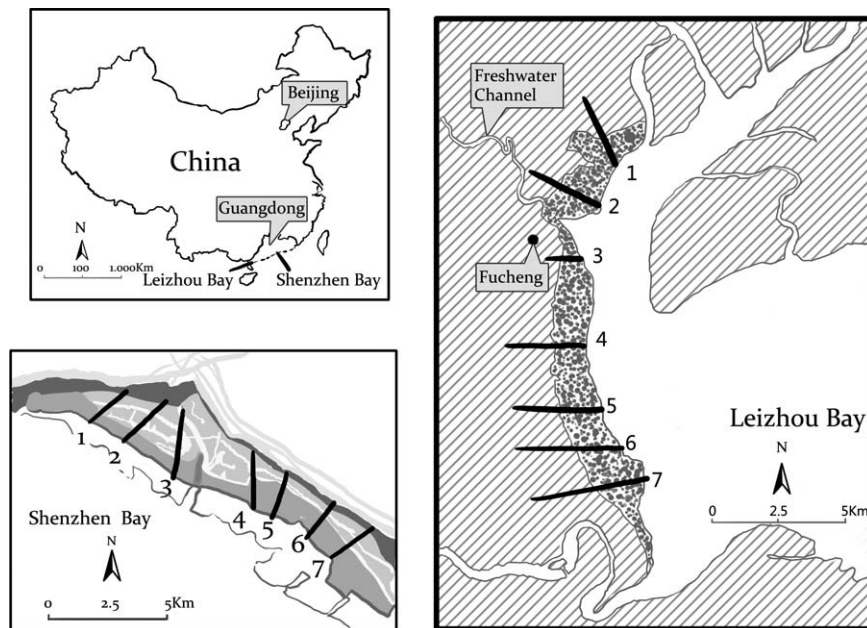 Beijing
China
Guangdong
N
0 100 1.000Km
Leizhou Bay
Shenzhen Bay
1
2
3
4
5
6
7
Shenzhen Bay
N
0 2.5 5Km
Freshwater
Channel
1
2
3
Fucheng
4
5
6
7
Leizhou Bay
N
0 2.5 5Km